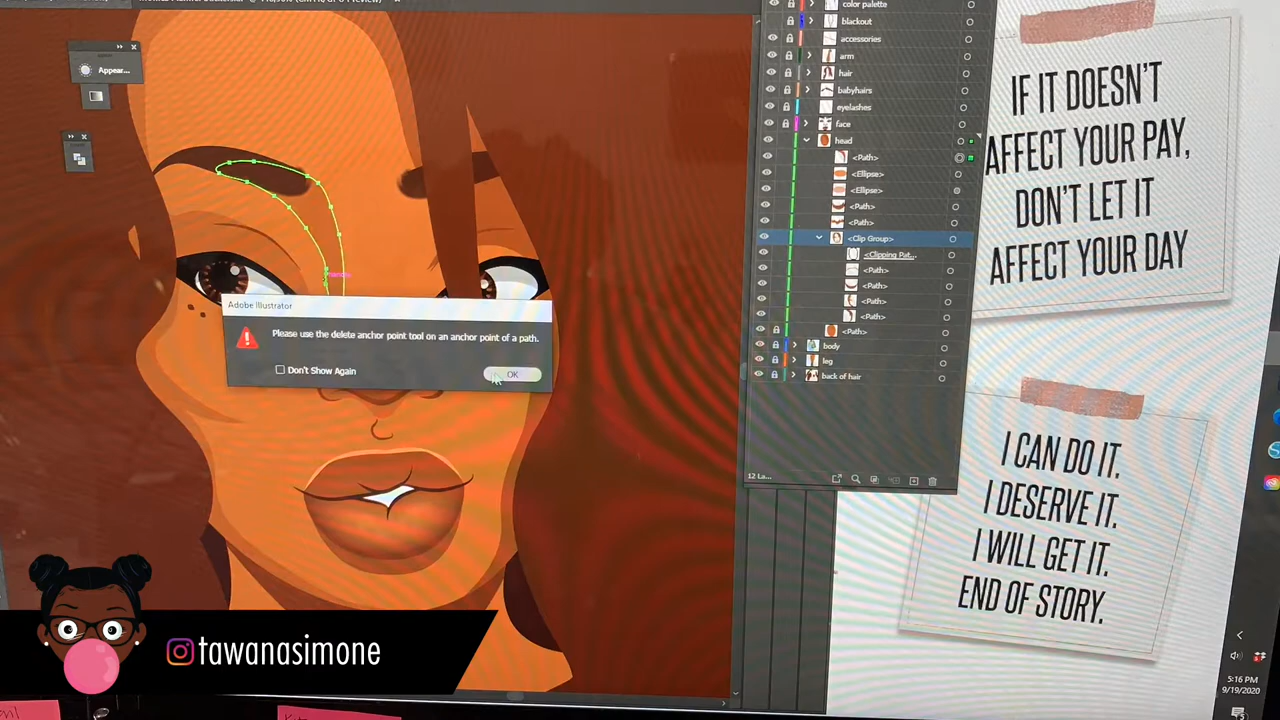 Appear...
color palette
blackout
accessories
arm
hair
babyhairs
eyelashes
face
head
<Path>
<Ellipse>
<Ellipse>
<Path>
<Path>
<Clip Group>
<Clipping Pat...
<Path>
<Path>
<Path>
<Path>
<Path>
body
leg
back of hair
12 La...
Adobe Illustrator
Please use the delete anchor point tool on an anchor point of a path.
Don't Show Again
OK
IF IT DOESN'T
AFFECT YOUR PAY,
DON'T LET IT
AFFECT YOUR DAY
I CAN DO IT.
I DESERVE IT.
I WILL GET IT.
END OF STORY.
tawanasimone
5:16 PM
9/19/2020